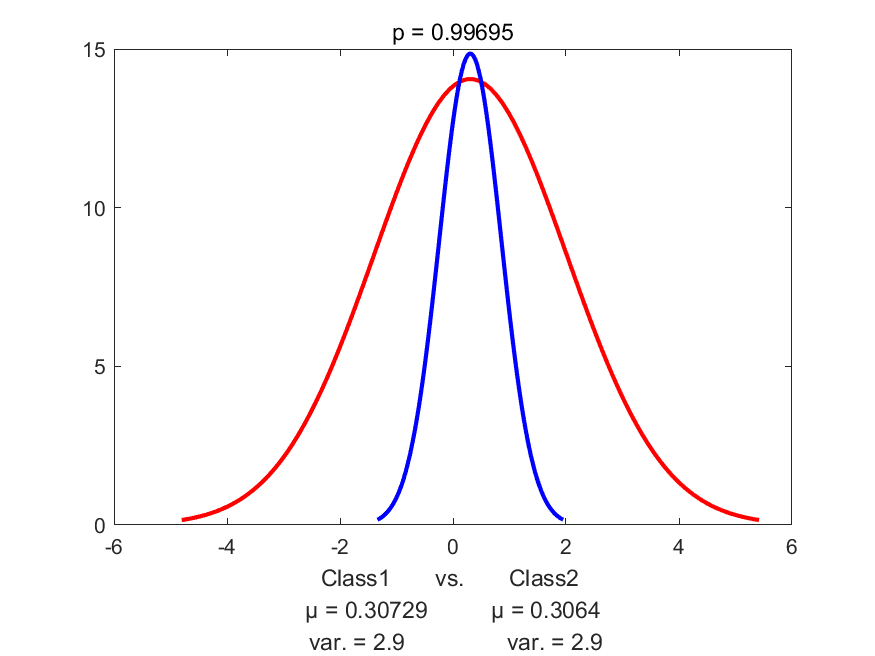 p = 0.99695
15
10
5
0
-6 -4 -2 0 2 4 6
Class1 vs. Class2
μ = 0.30729 μ = 0.3064
var. = 2.9 var. = 2.9